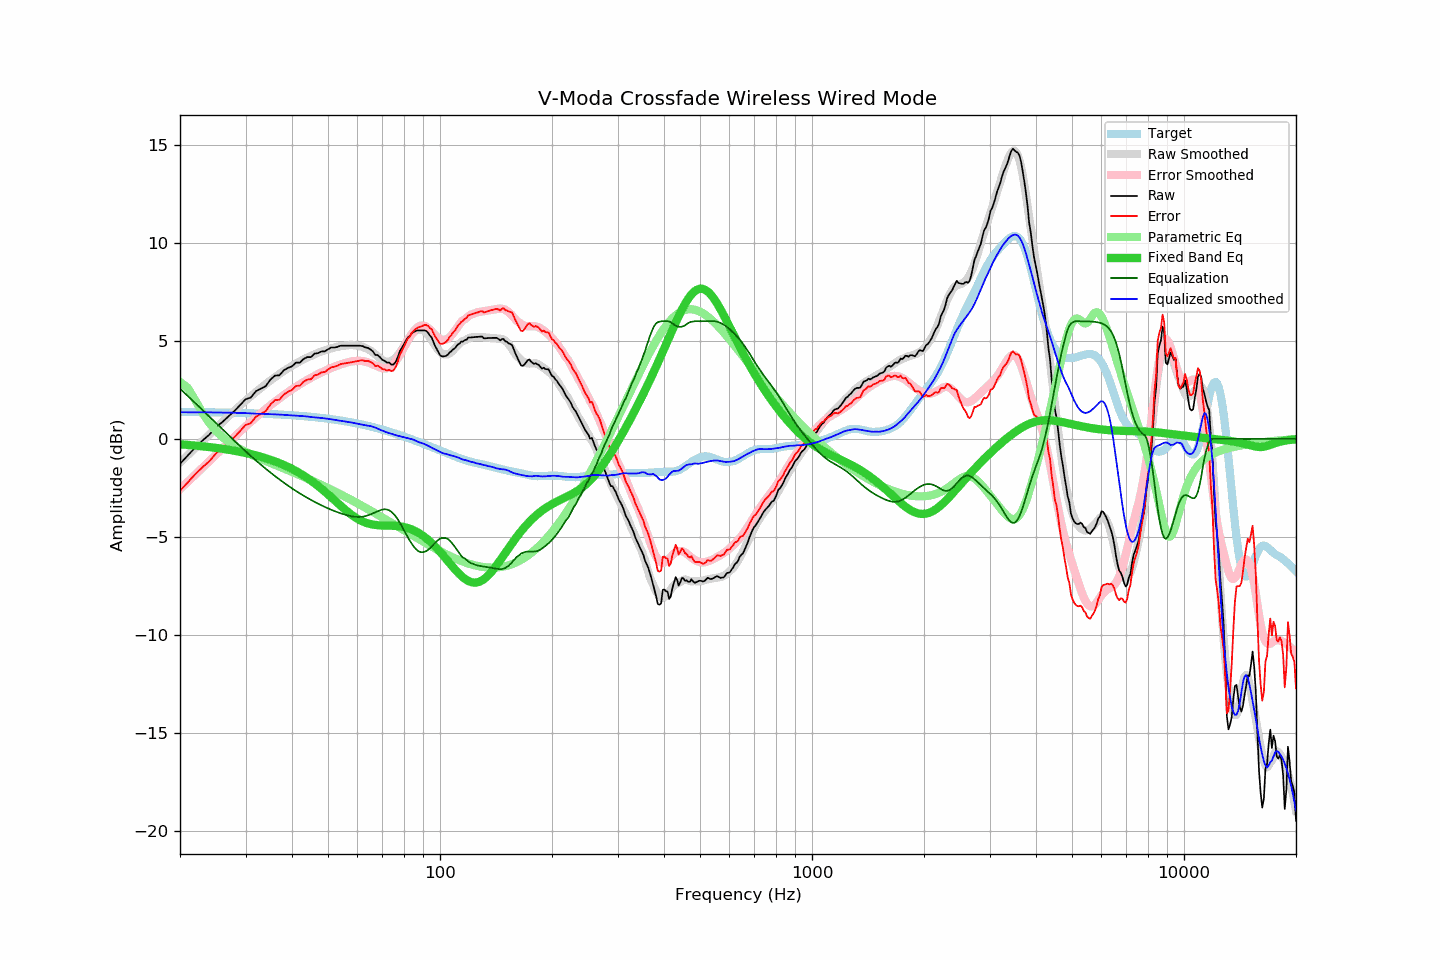 V-Moda Crossfade Wireless Wired Mode
Target
Raw Smoothed
Error Smoothed
Raw
Error
Parametric Eq
Fixed Band Eq
Equalization
Equalized smoothed
15
10
5
0
−5
−10
−15
−20
Amplitude (dBr)
100
1000
10000
Frequency (Hz)